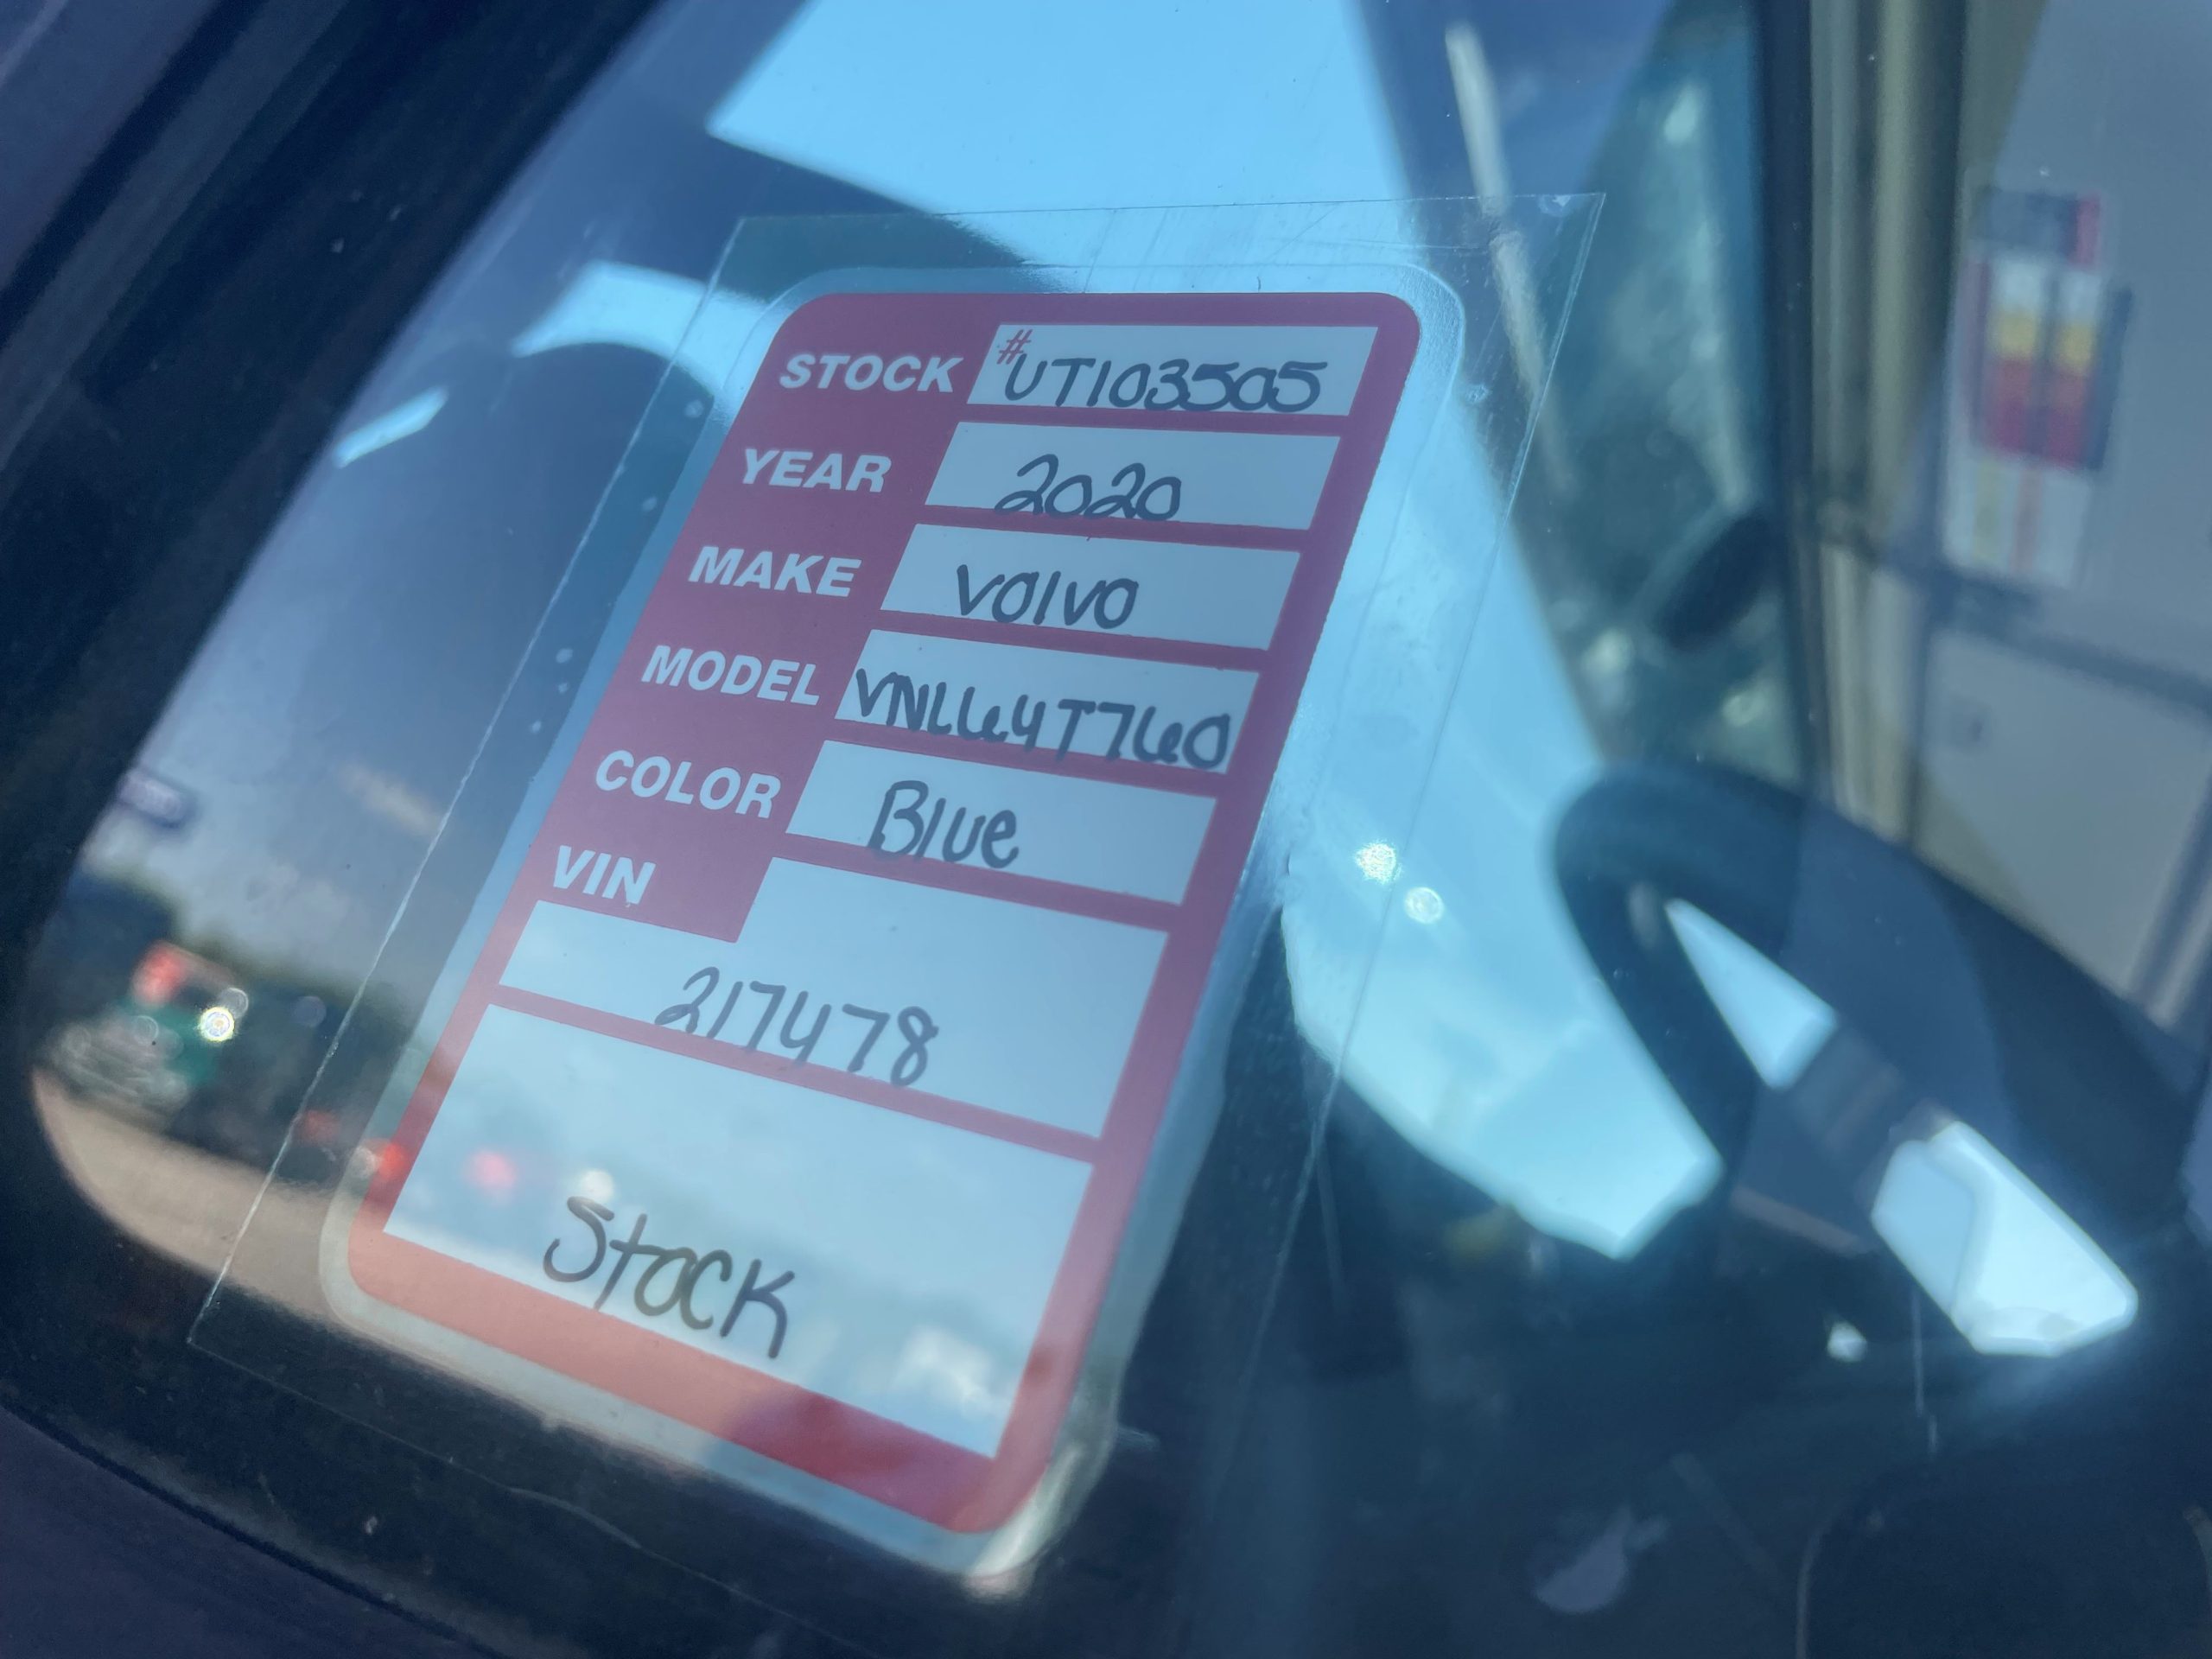 STOCK #UT103505
YEAR 2020
MAKE Volvo
MODEL VNL64T760
COLOR Blue
VIN
217478
Stock